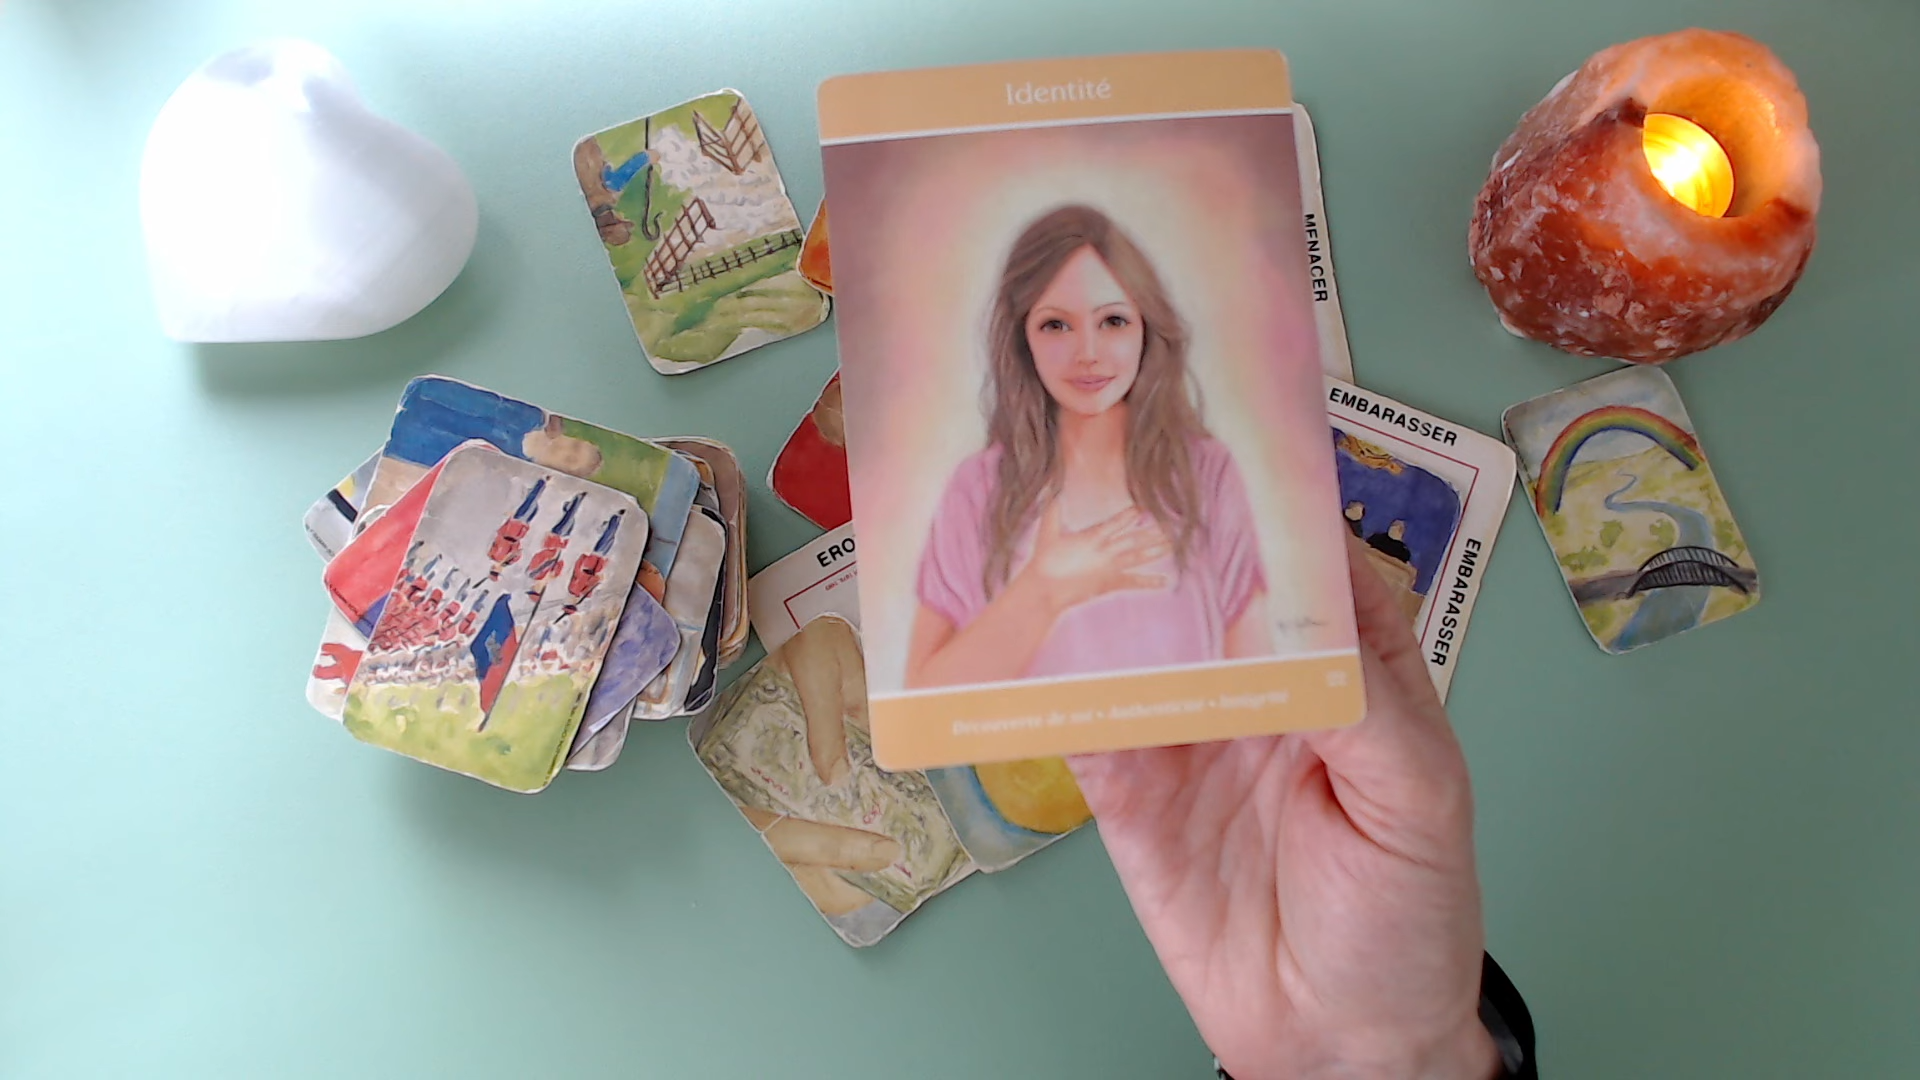 Identité
MENACER
EMBARASSER
EMBARASSER
ERO
Découverte de soi • Authenticité • Intégrité